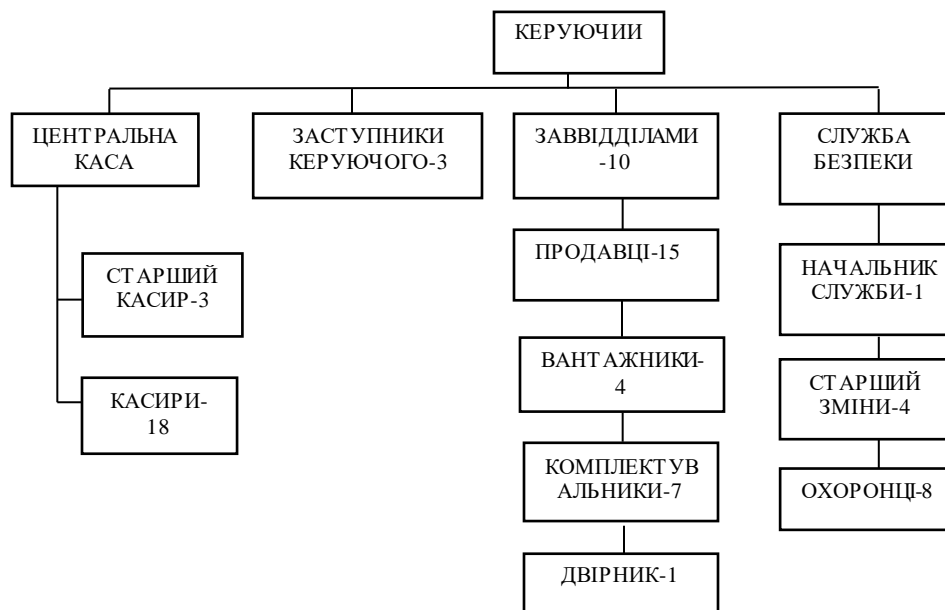 КЕРУЮЧИИ
ЦЕНТРАЛЬНА
КАСА
ЗАСТУПНИКИ
КЕРУЮЧОГО-3
ЗАВВІДДІЛАМИ
-10
СЛУЖБА
БЕЗПЕКИ
СТАРШИЙ
КАСИР-3
КАСИРИ-
18
ПРОДАВЦІ-15
ВАНТАЖНИКИ-
4
КОМПЛЕКТУВ
АЛЬНИКИ-7
ДВІРНИК-1
НАЧАЛЬНИК
СЛУЖБИ-1
СТАРШИЙ
ЗМІНИ-4
ОХОРОНЦІ-8